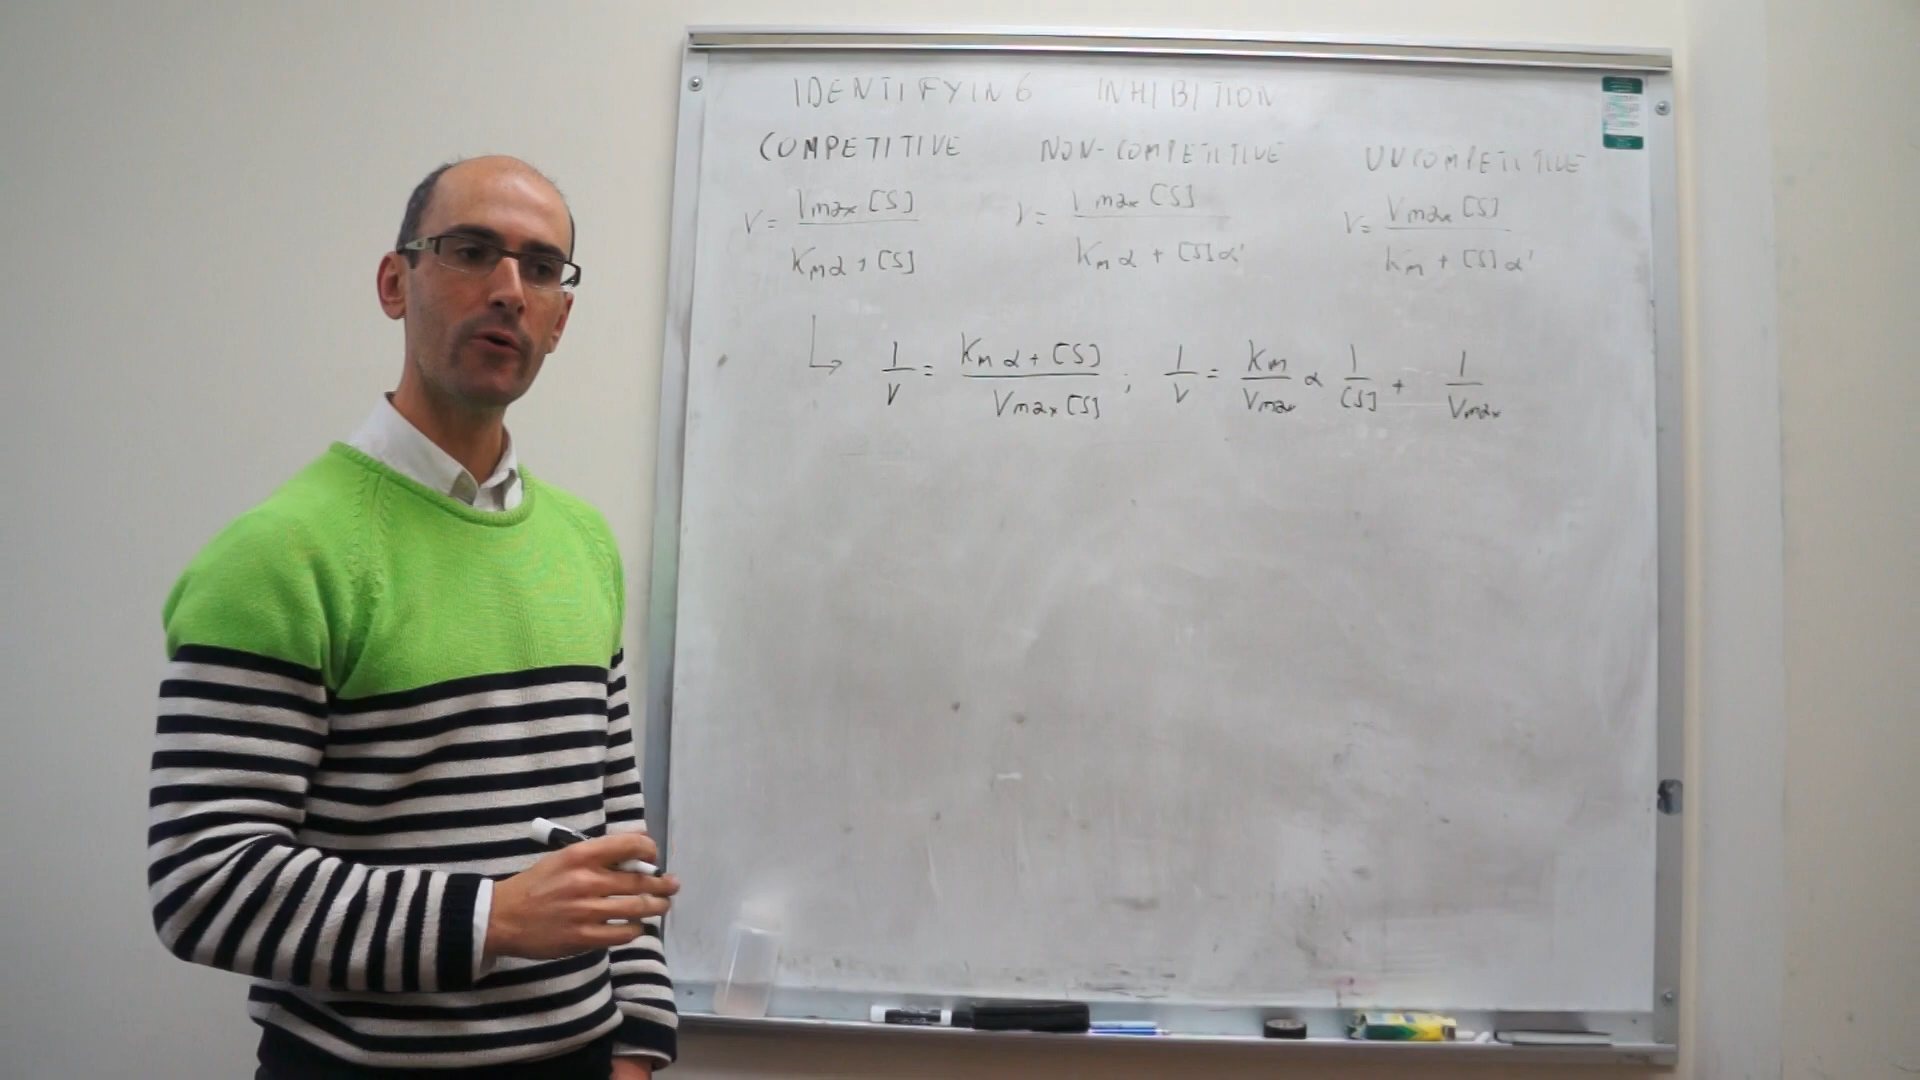 IDENTIFYING INHIBITION
COMPETITIVE NON-COMPETITIVE UNCOMPETITIVE
V = Vmax [S] / Km α + [S] V = Vmax [S] / Km α + [S] α' V = Vmax [S] / Km + [S] α'
↳ 1/V = Km α + [S] / Vmax [S] ; 1/V = Km/Vmax α 1/[S] + 1/Vmax